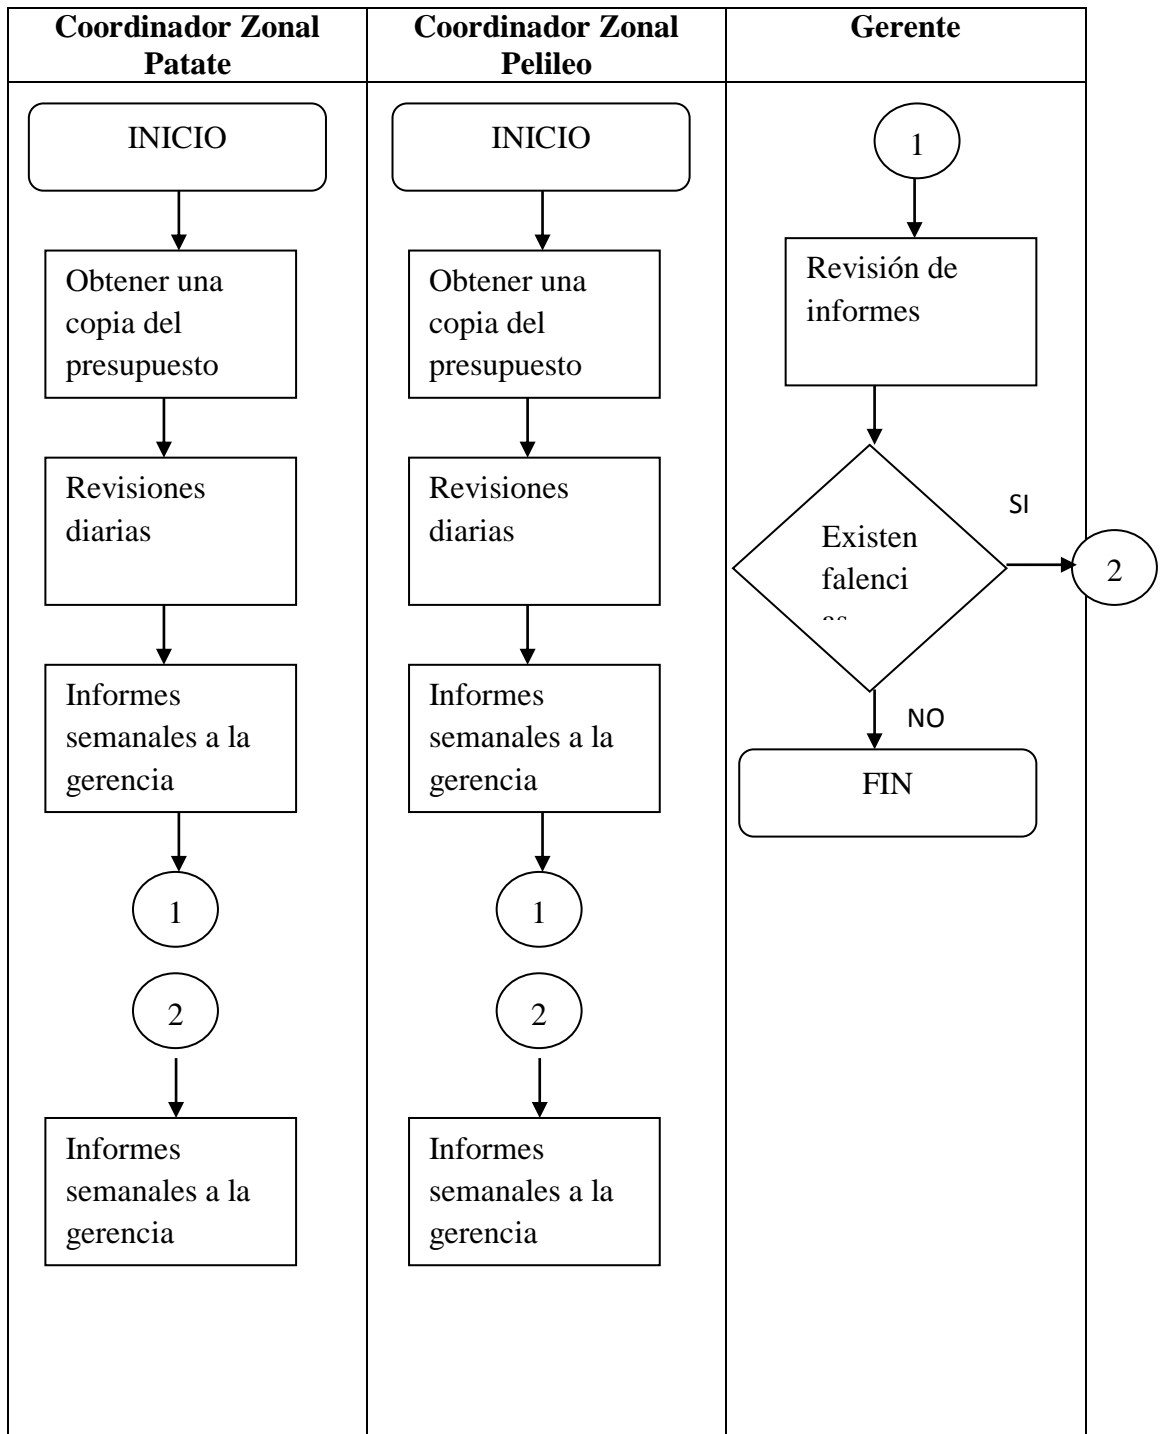 Coordinador Zonal
Patate
Coordinador Zonal
Pelileo
Gerente
INICIO
Obtener una
copia del
presupuesto
Revisiones
diarias
Informes
semanales a la
gerencia
1
2
Informes
semanales a la
gerencia
INICIO
Obtener una
copia del
presupuesto
Revisiones
diarias
Informes
semanales a la
gerencia
1
2
Informes
semanales a la
gerencia
1
Revisión de
informes
Existen
falenci
as
SI
2
NO
FIN